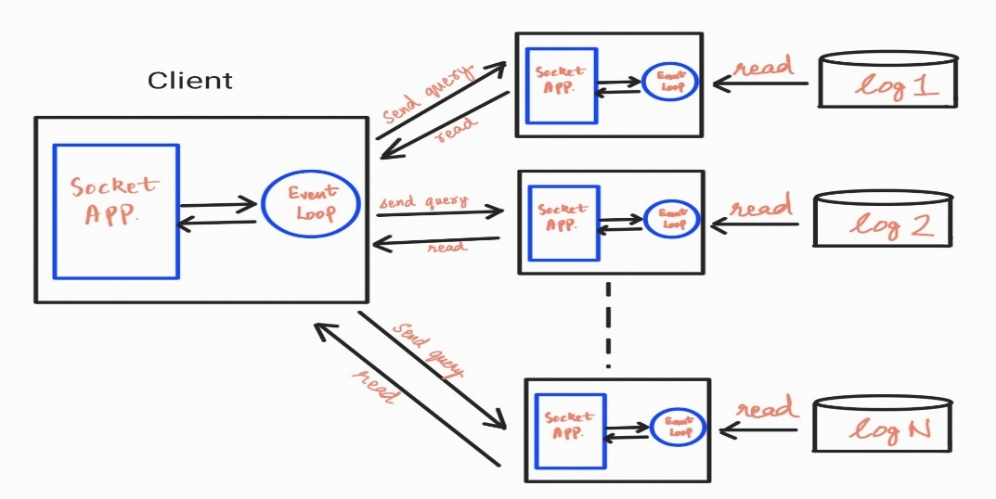 Client
Socket
APP.
Event
Loop
send query
read
send query
read
send query
read
Socket
APP.
Event
Loop
read
log 1
Socket
APP.
Event
Loop
read
log 2
Socket
APP.
Event
Loop
read
log N